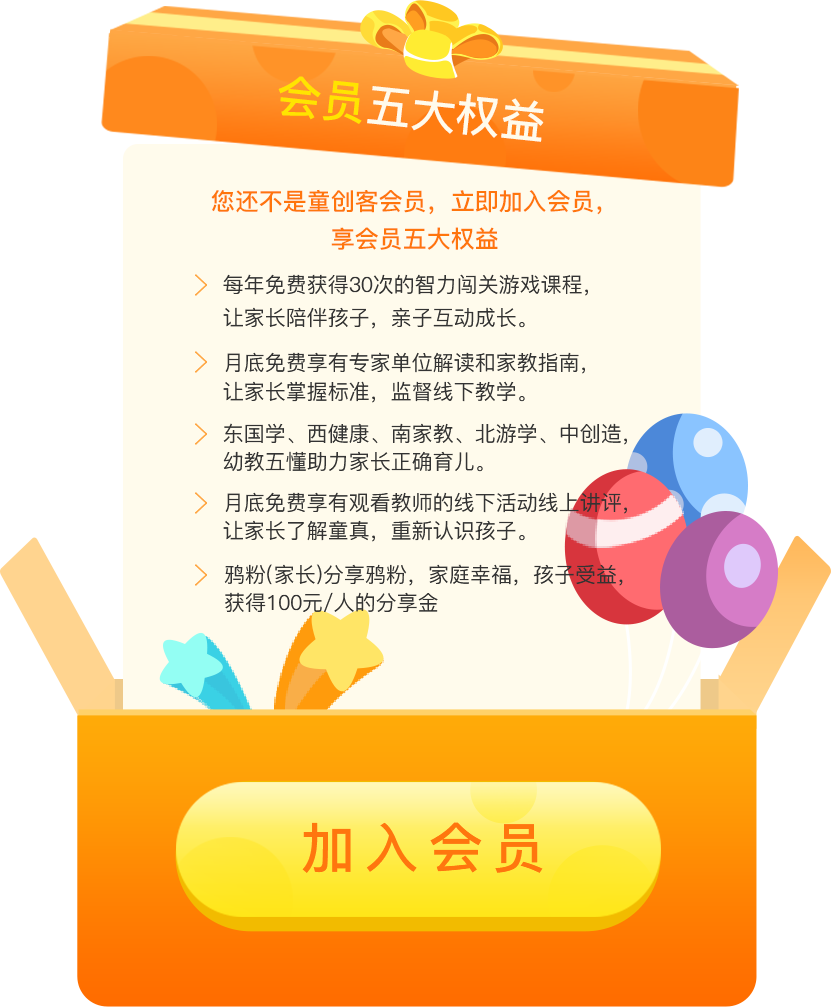 会员五大权益
您还不是童创客会员，立即加入会员，
享会员五大权益
每年免费获得30次的智力闯关游戏课程，
让家长陪伴孩子，亲子互动成长。
月底免费享有专家单位解读和家教指南，
让家长掌握标准，监督线下教学。
东国学、西健康、南家教、北游学、中创造，
幼教五懂助力家长正确育儿。
月底免费享有观看教师的线下活动线上讲评，
让家长了解童真，重新认识孩子。
鸦粉(家长)分享鸦粉，家庭幸福，孩子受益，
获得100元/人的分享金
加入会员